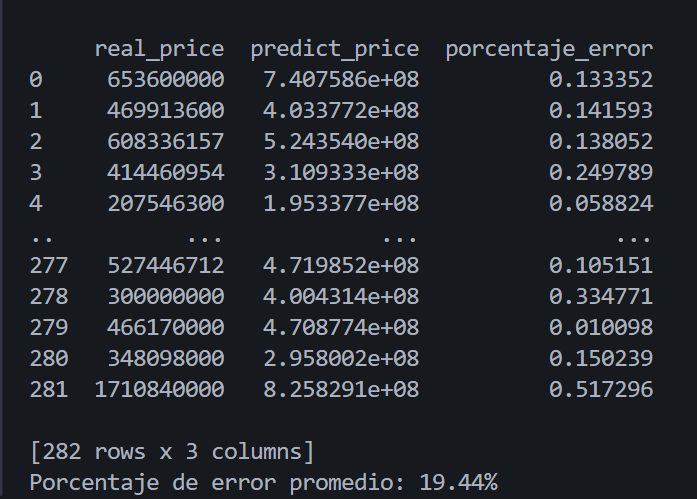 real_price predict_price porcentaje_error
0 653600000 7.407586e+08 0.133352
1 469913600 4.033772e+08 0.141593
2 608336157 5.243540e+08 0.138052
3 414460954 3.109333e+08 0.249789
4 207546300 1.953377e+08 0.058824
.. ... ... ...
277 527446712 4.719852e+08 0.105151
278 300000000 4.004314e+08 0.334771
279 466170000 4.708774e+08 0.010098
280 348098000 2.958002e+08 0.150239
281 1710840000 8.258291e+08 0.517296
[282 rows x 3 columns]
Porcentaje de error promedio: 19.44%